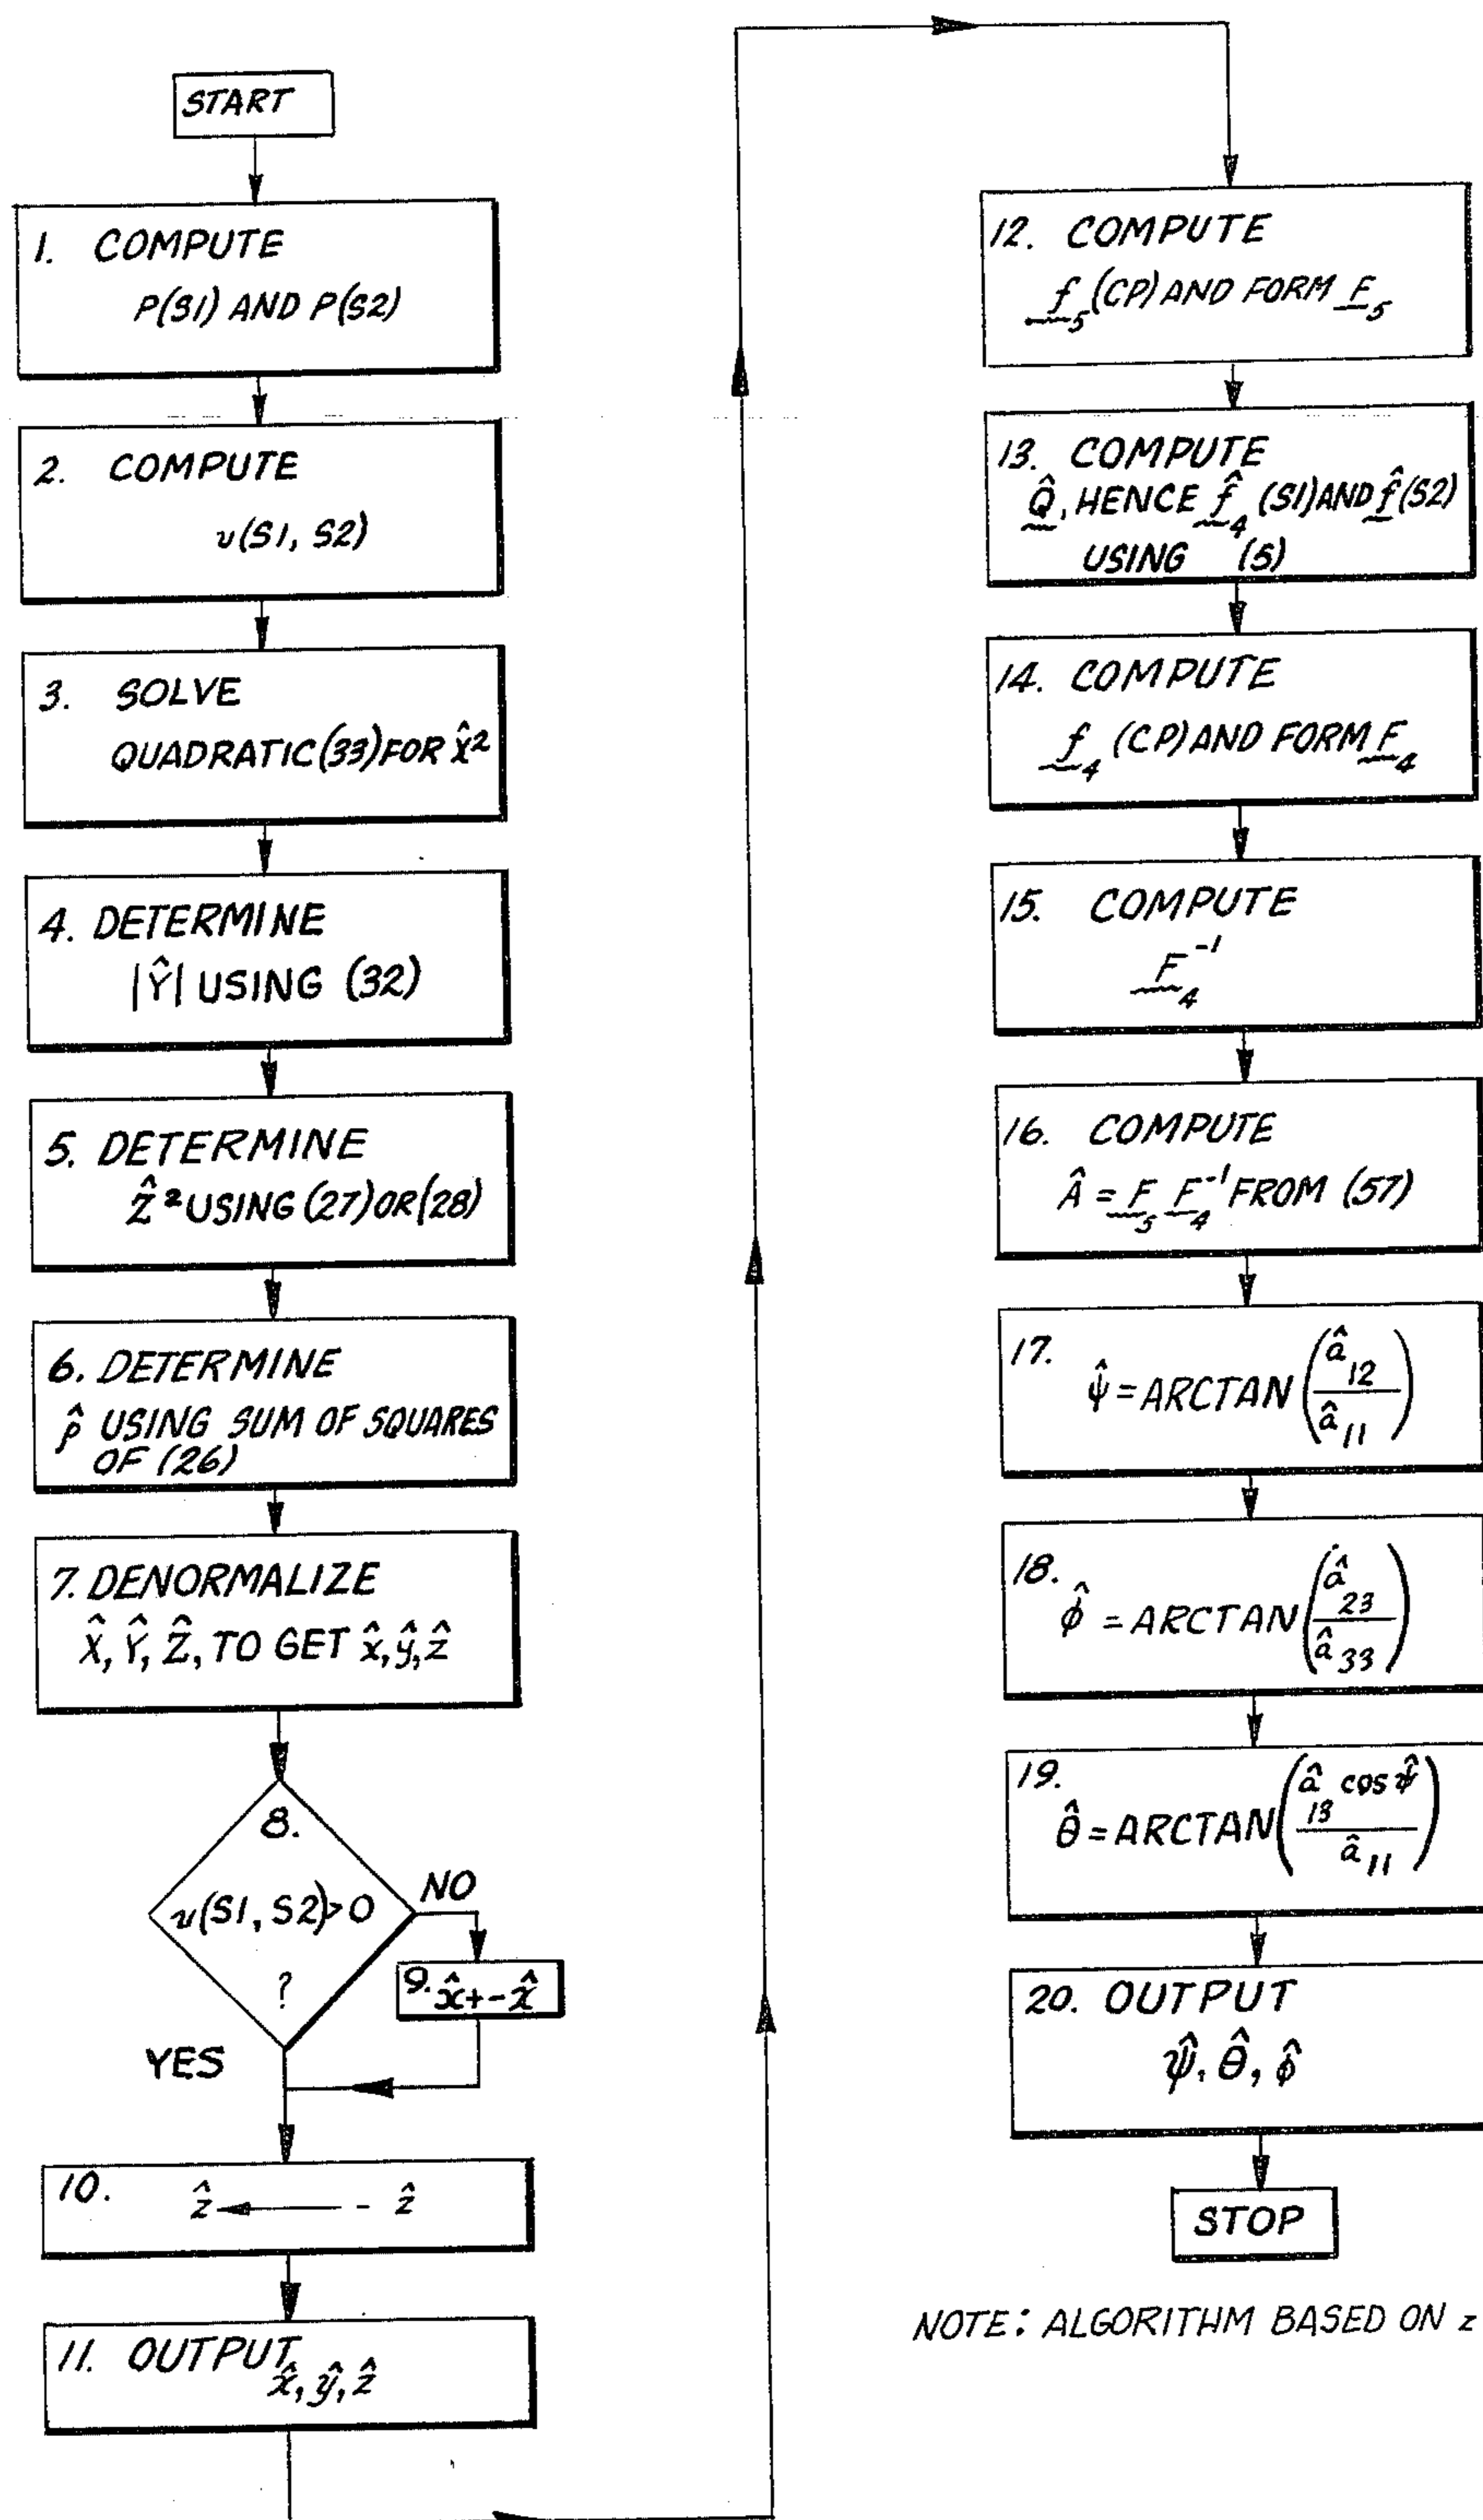 START
1. COMPUTE
P(S1) AND P(S2)
2. COMPUTE
v(S1, S2)
3. SOLVE
QUADRATIC (33) FOR X̂²
4. DETERMINE
|Ŷ| USING (32)
5. DETERMINE
Ẑ² USING (27) OR (28)
6. DETERMINE
ρ̂ USING SUM OF SQUARES
OF (26)
7. DENORMALIZE
X̂, Ŷ, Ẑ, TO GET x̂, ŷ, ẑ
8.
v(S1, S2)>0
?
NO
YES
9. x̂ ← -x̂
10. ẑ ← - ẑ
11. OUTPUT
x̂, ŷ, ẑ
12. COMPUTE
f₅ (CP) AND FORM F₅
13. COMPUTE
Q̂, HENCE f̂₄ (S1) AND f̂ (S2)
USING (5)
14. COMPUTE
f₄ (CP) AND FORM F₄
15. COMPUTE
F₄⁻¹
16. COMPUTE
Â = F₅ F₄⁻¹ FROM (57)
17. ψ̂ = ARCTAN (â₁₂ / â₁₁)
18. φ̂ = ARCTAN (â₂₃ / â₃₃)
19. θ̂ = ARCTAN (â₁₃ cos ψ̂ / â₁₁)
20. OUTPUT
ψ̂, θ̂, φ̂
STOP
NOTE: ALGORITHM BASED ON z